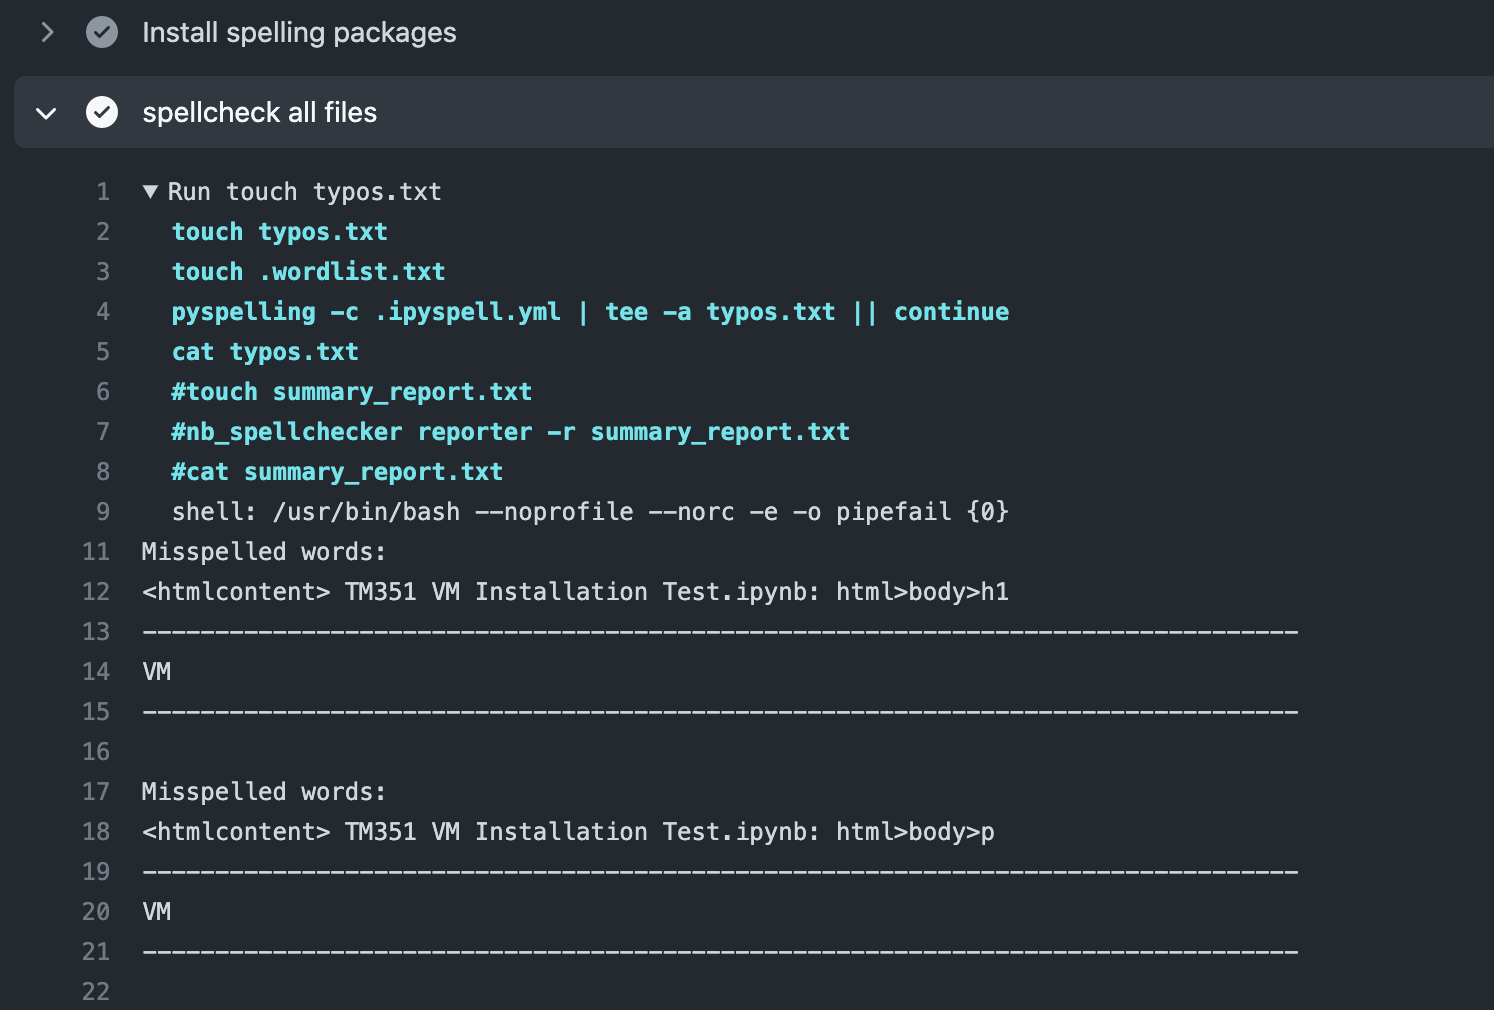 Install spelling packages
spellcheck all files
1 ▼ Run touch typos.txt
2 touch typos.txt
3 touch .wordlist.txt
4 pyspelling -c .ipyspell.yml | tee -a typos.txt || continue
5 cat typos.txt
6 #touch summary_report.txt
7 #nb_spellchecker reporter -r summary_report.txt
8 #cat summary_report.txt
9 shell: /usr/bin/bash --noprofile --norc -e -o pipefail {0}
11 Misspelled words:
12 <htmlcontent> TM351 VM Installation Test.ipynb: html>body>h1
13 --------------------------------------------------------------------------------
14 VM
15 --------------------------------------------------------------------------------
16
17 Misspelled words:
18 <htmlcontent> TM351 VM Installation Test.ipynb: html>body>p
19 --------------------------------------------------------------------------------
20 VM
21 --------------------------------------------------------------------------------
22